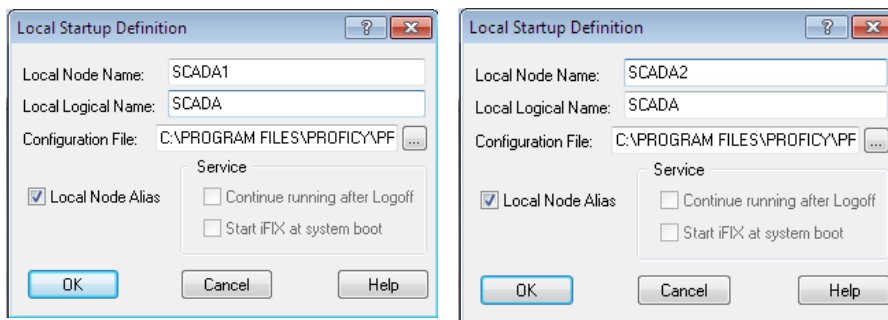 Local Startup Definition
Local Node Name: SCADA1
Local Logical Name: SCADA
Configuration File: C:\PROGRAM FILES\PROFICY\PF ...
Service
Local Node Alias
Continue running after Logoff
Start iFIX at system boot
OK Cancel Help
Local Startup Definition
Local Node Name: SCADA2
Local Logical Name: SCADA
Configuration File: C:\PROGRAM FILES\PROFICY\PF ...
Service
Local Node Alias
Continue running after Logoff
Start iFIX at system boot
OK Cancel Help